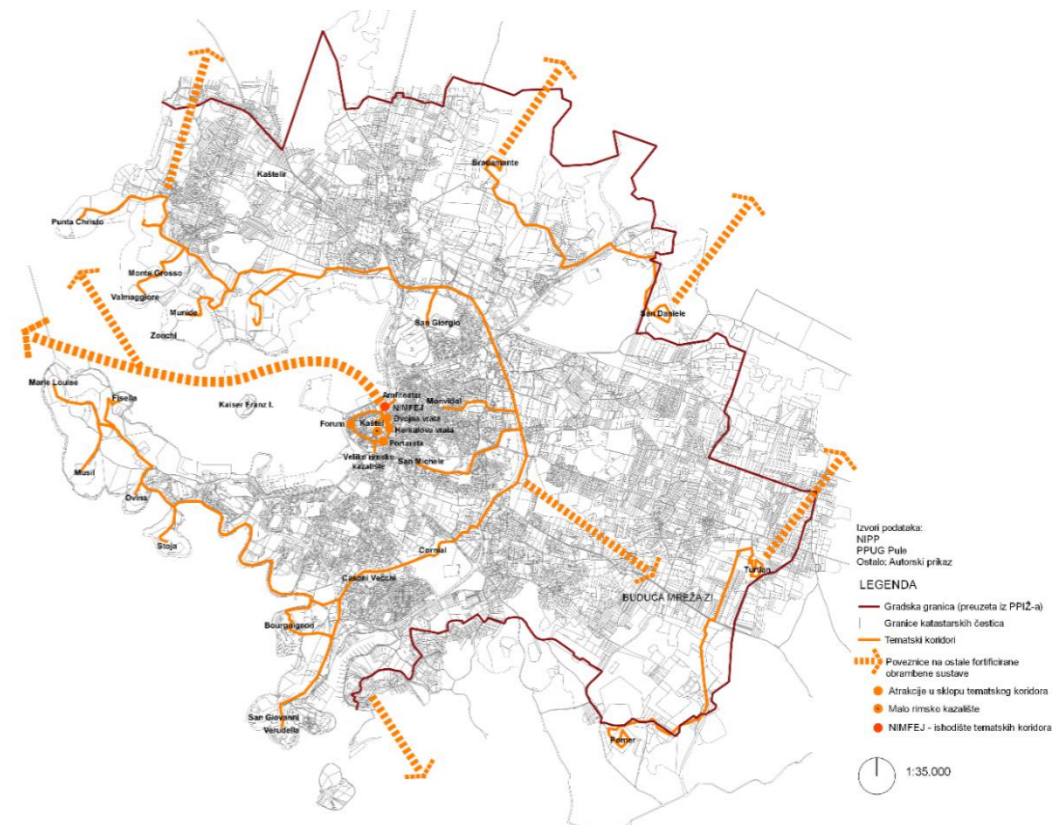 Bradamante
Kaštelir
Punta Christo
Monte Grosso
Valmaggiore
Munide
Zonchi
San Daniele
San Giorgio
Marie Louise
Fisella
Kaiser Franz I.
Amfiteatar
NIMFEJ
Monvidal
Dvojna vrata
Forum
Kaštel
Herkulova vrata
Portarata
Veliko rimsko
kazalište
San Michele
Musil
Ovina
Stoja
Cornial
Casoni Vecchi
Turtian
BUDUĆA MREŽA ZI
Bourguignon
San Giovanni
Verudella
Pomer
Izvori podataka:
NIPP
PPUG Pule
Ostalo: Autorski prikaz
LEGENDA
Gradska granica (preuzeta iz PPIŽ-a)
Granice katastarskih čestica
Tematski koridori
Poveznice na ostale fortificirane
obrambene sustave
Atrakcije u sklopu tematskog koridora
Malo rimsko kazalište
NIMFEJ - ishodište tematskih koridora
1:35.000